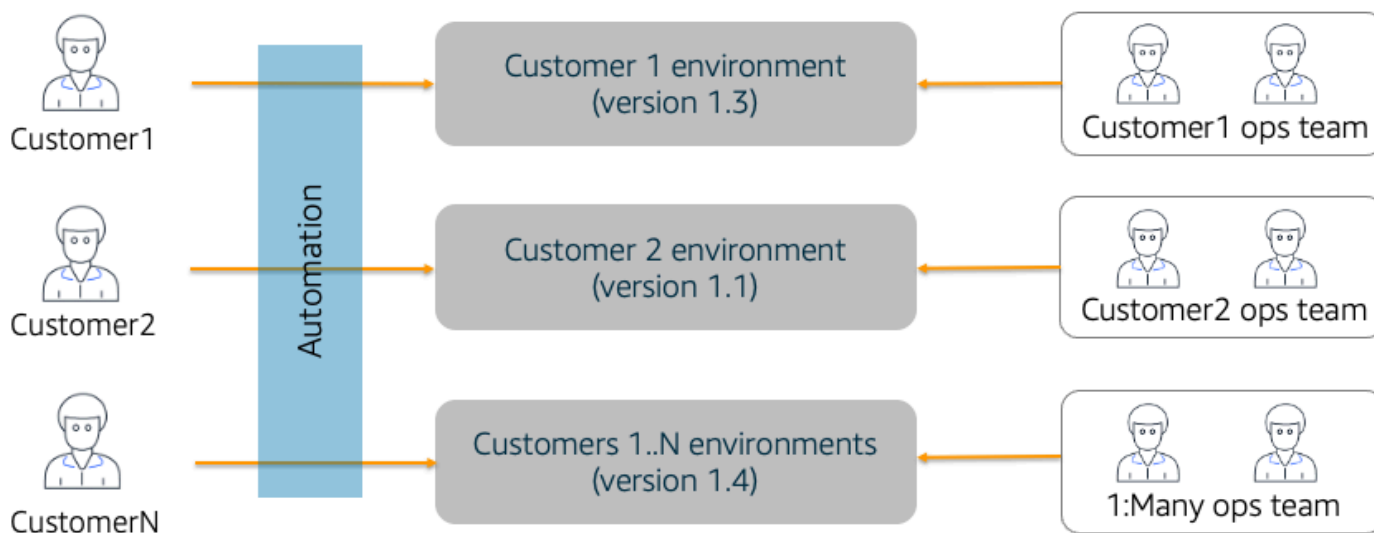 Customer1
Automation
Customer 1 environment
(version 1.3)
Customer1 ops team
Customer2
Customer 2 environment
(version 1.1)
Customer2 ops team
CustomerN
Customers 1..N environments
(version 1.4)
1:Many ops team